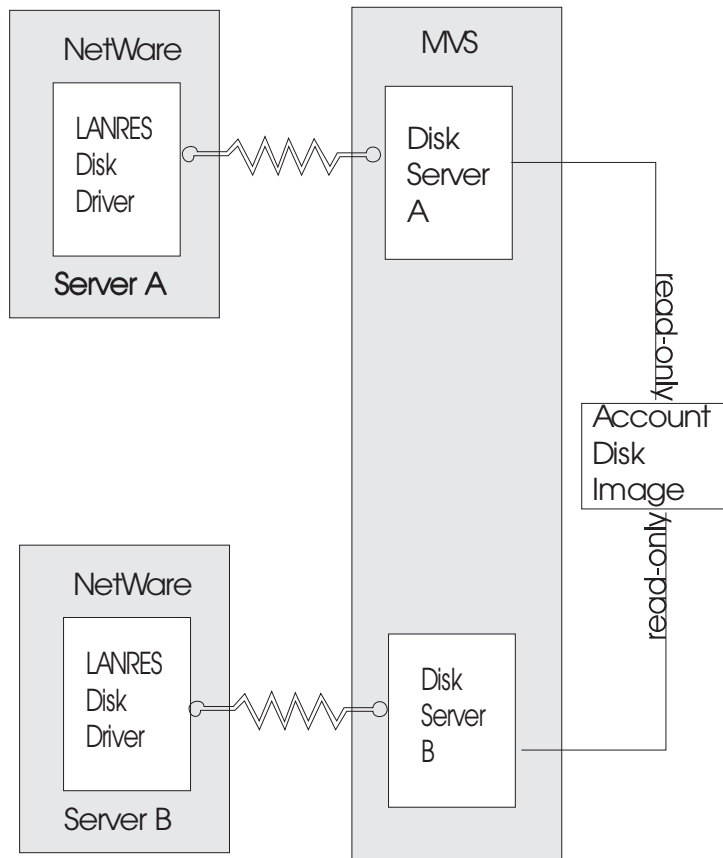 NetWare
LANRES
Disk
Driver
Server A
MVS
Disk
Server
A
read-only
Account
Disk
Image
read-only
NetWare
LANRES
Disk
Driver
Server B
Disk
Server
B